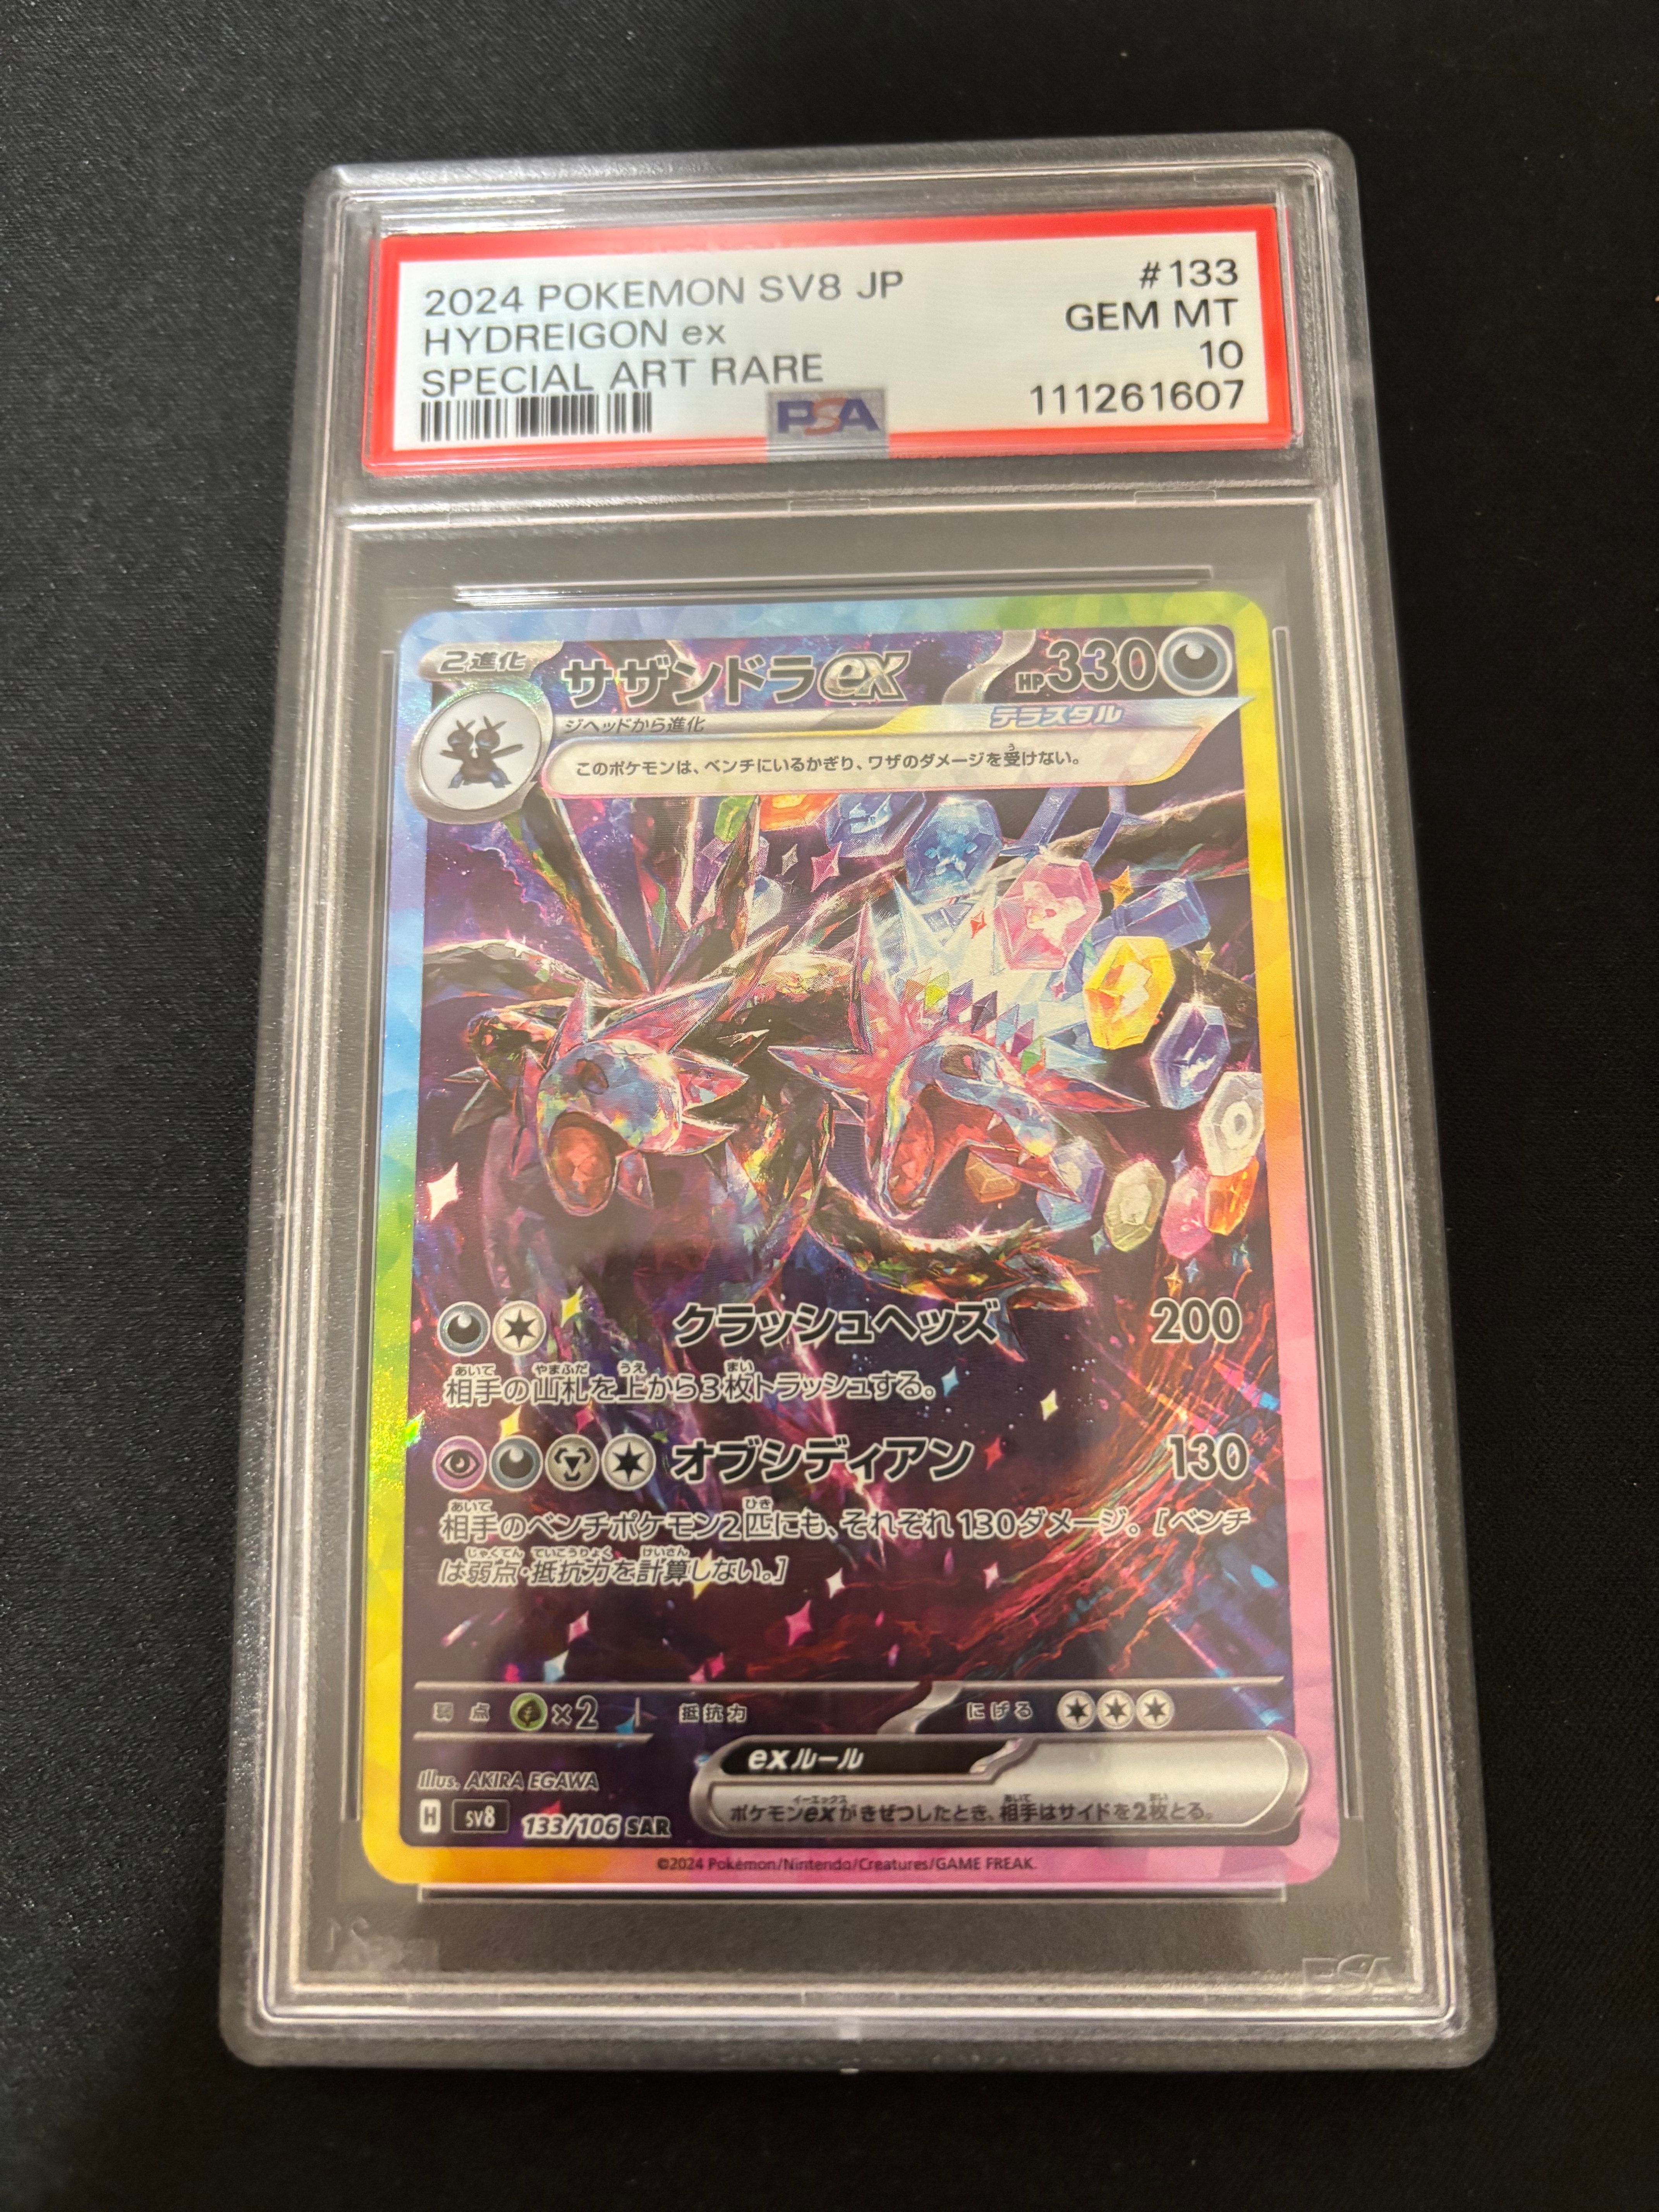 2024 POKEMON SV8 JP #133
HYDREIGON ex GEM MT
SPECIAL ART RARE 10
PSA 111261607
2進化 サザンドラex HP330
ジヘッドから進化 テラスタル
このポケモンは、ベンチにいるかぎり、ワザのダメージを受けない。
クラッシュヘッズ 200
相手の山札を上から3枚トラッシュする。
オブシディアン 130
相手のベンチポケモン2匹にも、それぞれ130ダメージ。[ベンチ
は弱点・抵抗力を計算しない。]
弱点 ×2 抵抗力 にげる
exルール
ポケモンexがきぜつしたとき、相手はサイドを2枚とる。
Illus. AKIRA EGAWA
H SV8 133/106 SAR
©2024 Pokémon/Nintendo/Creatures/GAME FREAK.
PSA